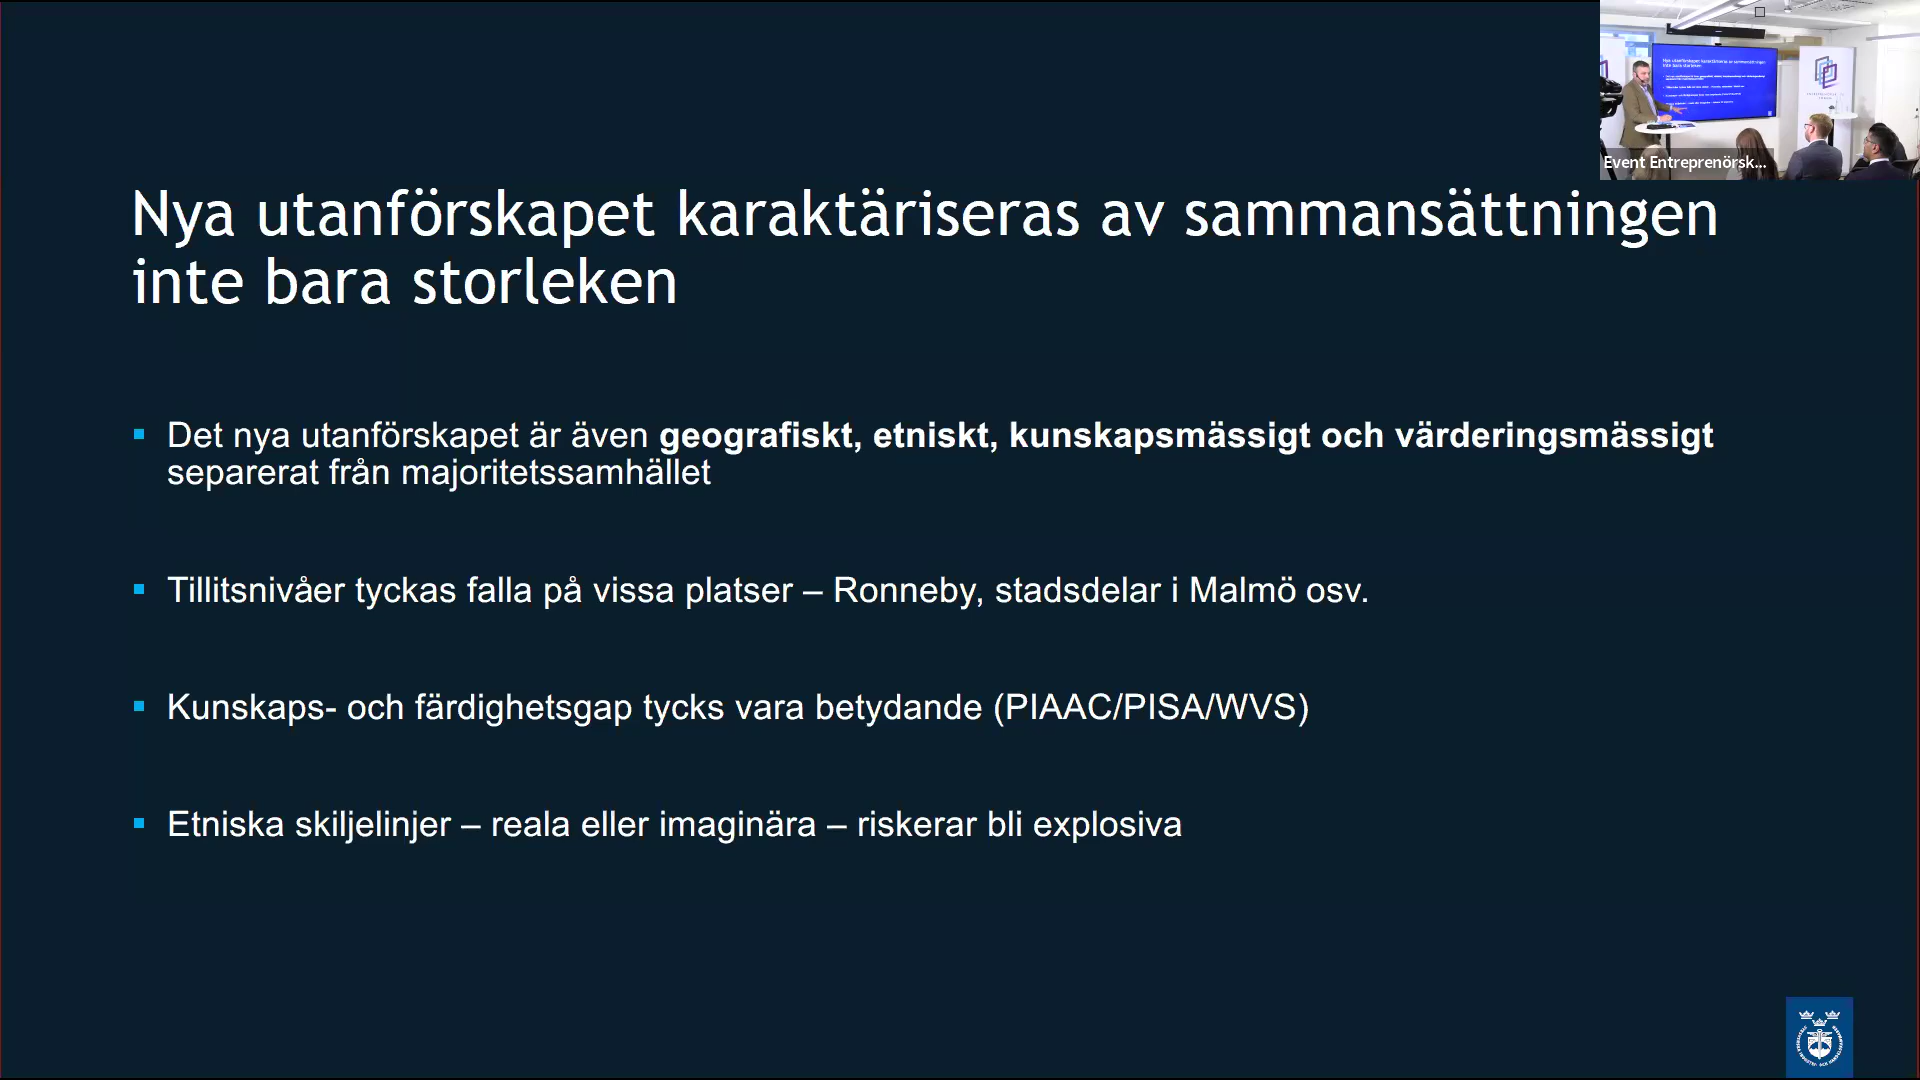 Event Entreprenörsk...
Nya utanförskapet karaktäriseras av sammansättningen
inte bara storleken
Det nya utanförskapet är även geografiskt, etniskt, kunskapsmässigt och värderingsmässigt
separerat från majoritetssamhället
Tillitsnivåer tyckas falla på vissa platser – Ronneby, stadsdelar i Malmö osv.
Kunskaps- och färdighetsgap tycks vara betydande (PIAAC/PISA/WVS)
Etniska skiljelinjer – reala eller imaginära – riskerar bli explosiva